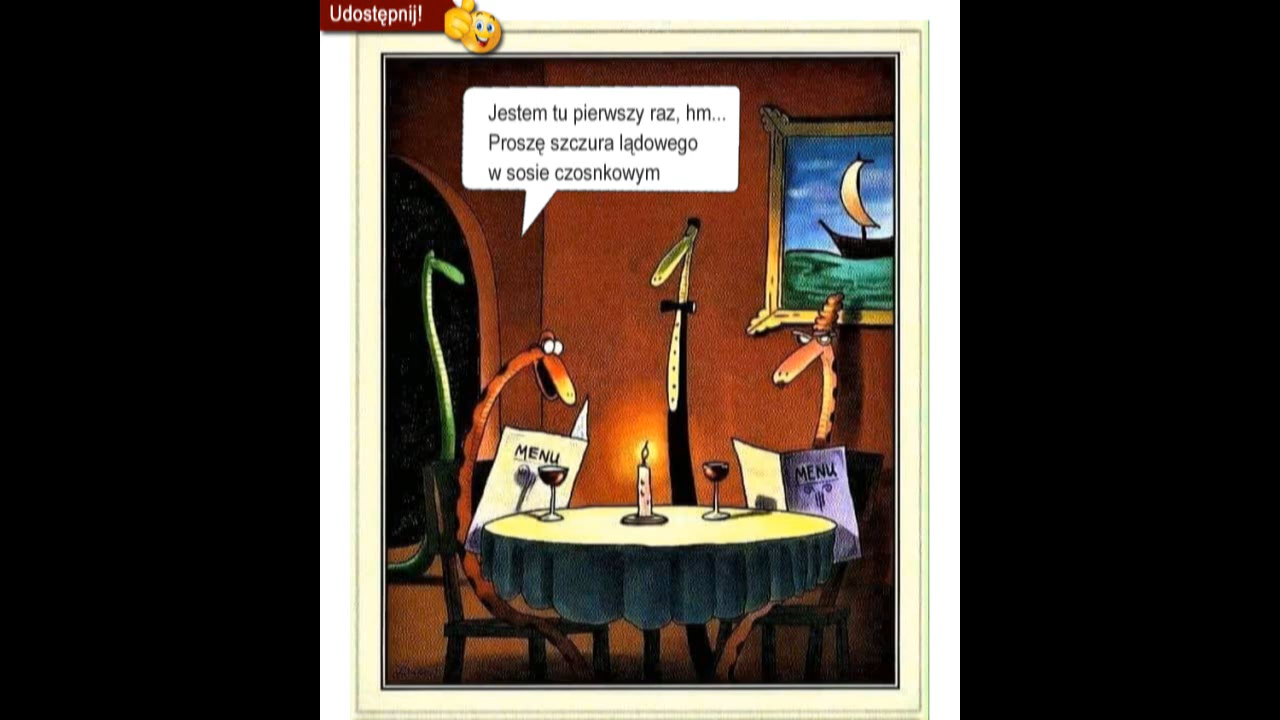 Udostępnij!
Jestem tu pierwszy raz, hm...
Proszę szczura lądowego
w sosie czosnkowym
MENU
MENU